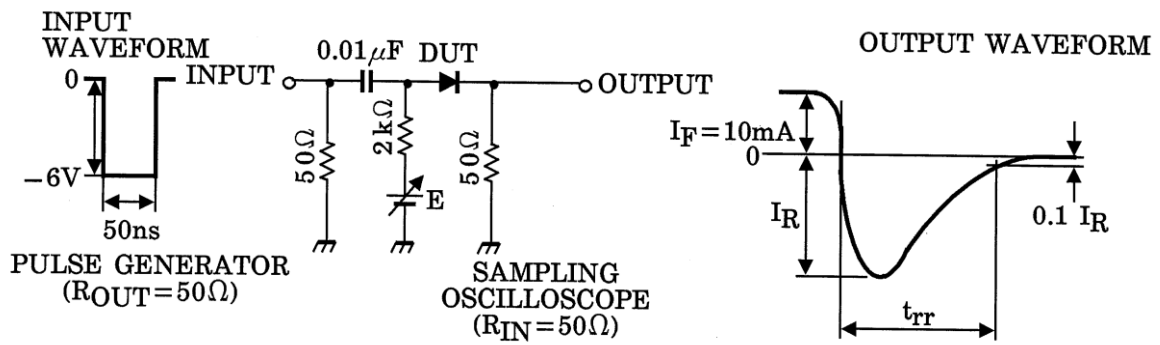 INPUT
WAVEFORM
0
−6V
50ns
PULSE GENERATOR
(ROUT=50Ω)
INPUT
0.01μF
DUT
OUTPUT
50Ω
2kΩ
E
50Ω
SAMPLING
OSCILLOSCOPE
(RIN=50Ω)
OUTPUT WAVEFORM
IF=10mA
0
IR
0.1 IR
trr